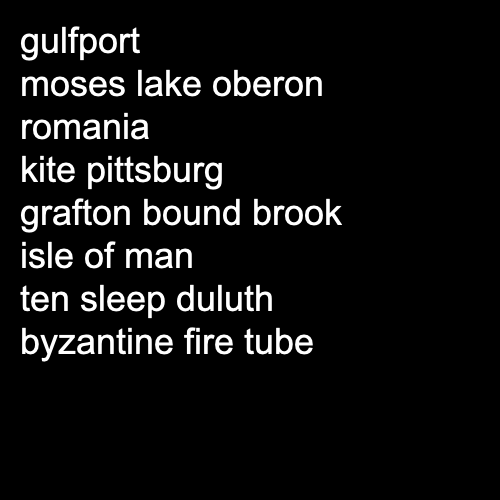 gulfport
moses lake oberon
romania
kite pittsburg
grafton bound brook
isle of man
ten sleep duluth
byzantine fire tube